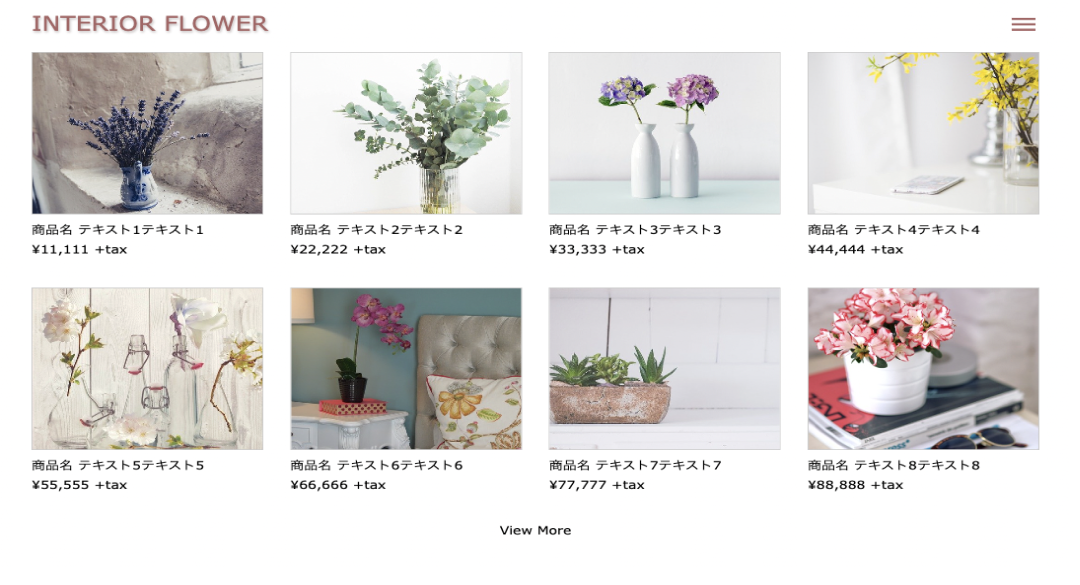 INTERIOR FLOWER
商品名 テキスト1テキスト1
¥11,111 +tax
商品名 テキスト2テキスト2
¥22,222 +tax
商品名 テキスト3テキスト3
¥33,333 +tax
商品名 テキスト4テキスト4
¥44,444 +tax
商品名 テキスト5テキスト5
¥55,555 +tax
商品名 テキスト6テキスト6
¥66,666 +tax
商品名 テキスト7テキスト7
¥77,777 +tax
商品名 テキスト8テキスト8
¥88,888 +tax
View More